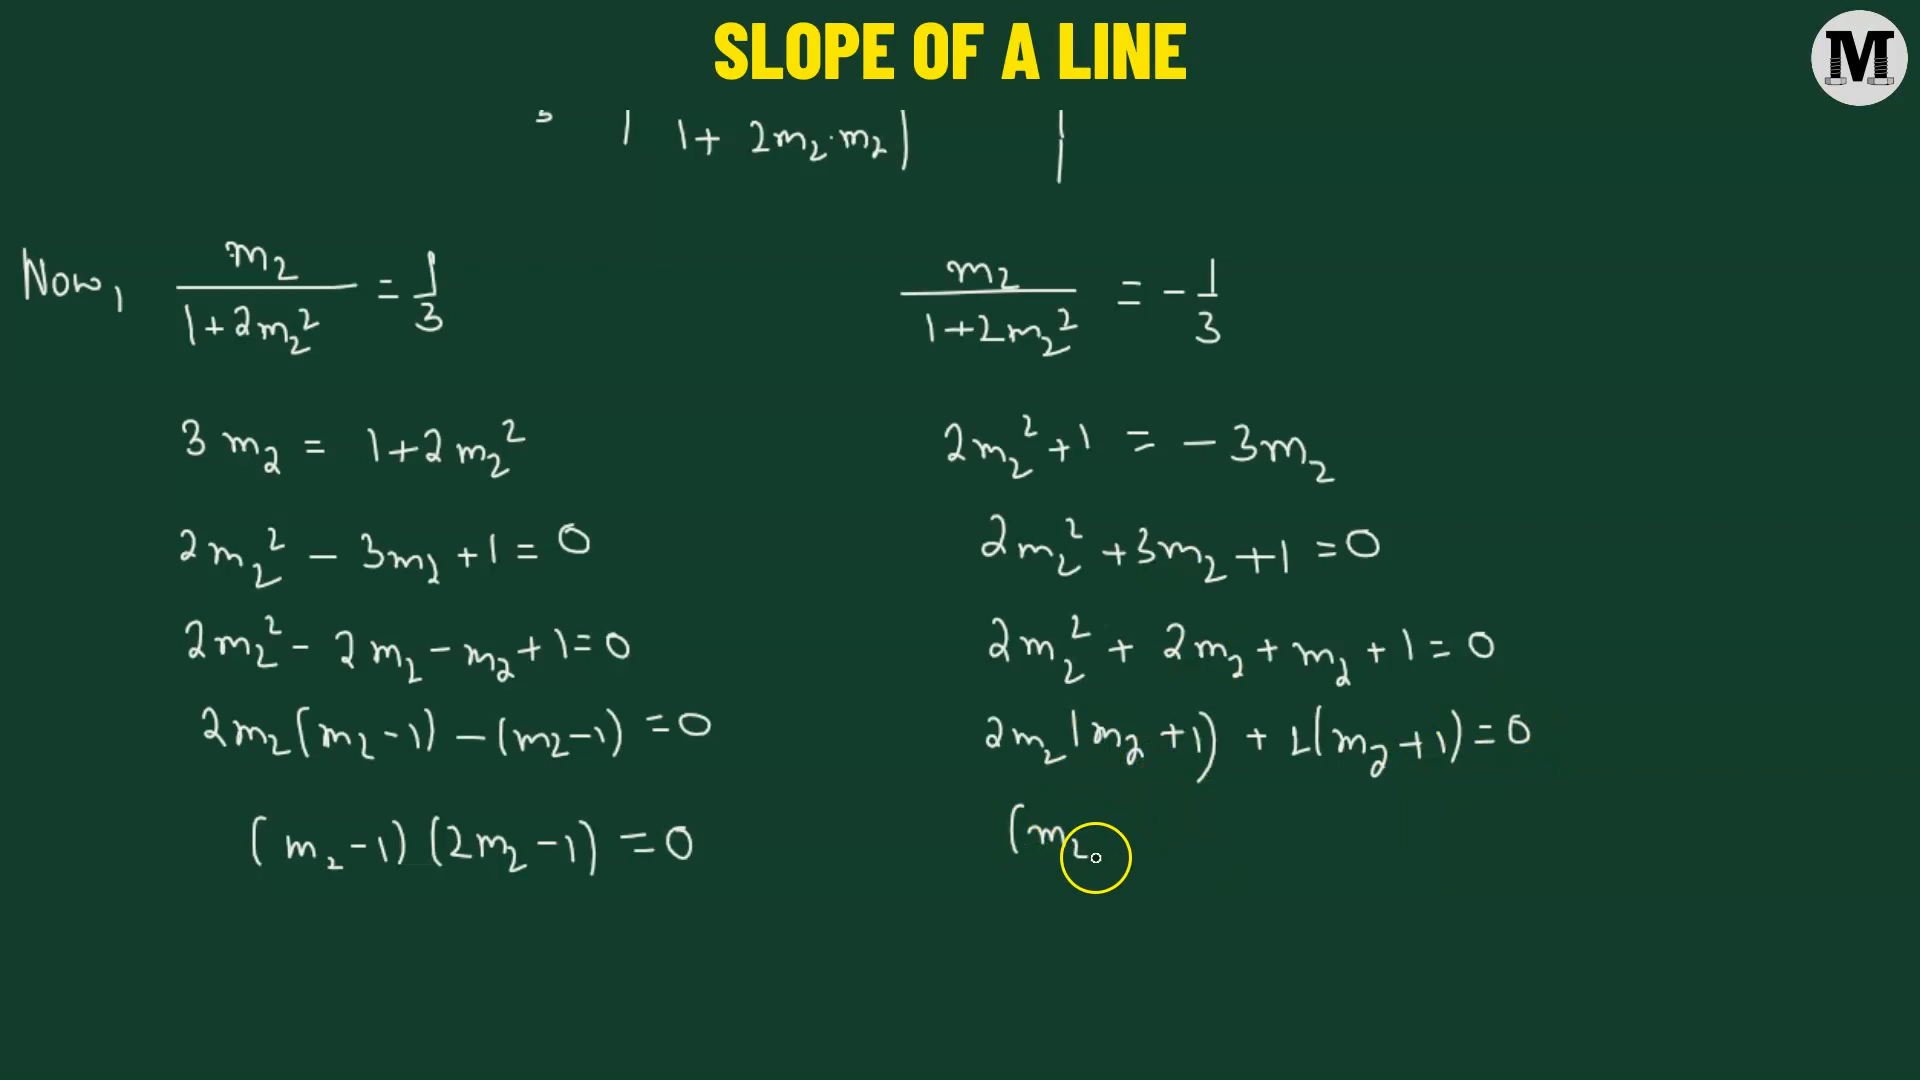 SLOPE OF A LINE
M
= | 1 + 2m₂·m₂ | |
Now, m₂/(1+2m₂²) = 1/3
3m₂ = 1+2m₂²
2m₂² - 3m₂ + 1 = 0
2m₂² - 2m₂ - m₂ + 1 = 0
2m₂(m₂-1) - (m₂-1) = 0
(m₂-1)(2m₂-1) = 0
m₂/(1+2m₂²) = -1/3
2m₂²+1 = -3m₂
2m₂² + 3m₂ + 1 = 0
2m₂² + 2m₂ + m₂ + 1 = 0
2m₂(m₂+1) + 1(m₂+1) = 0
(m₂